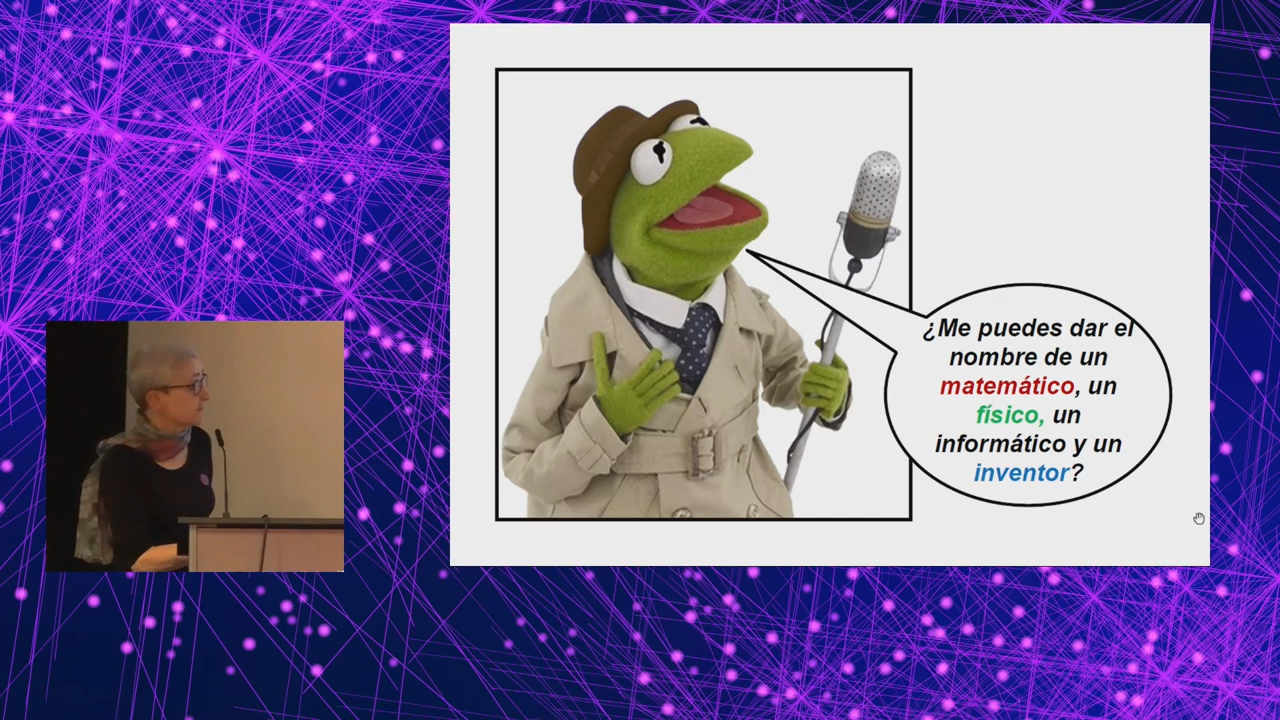 ¿Me puedes dar el
nombre de un
matemático, un
físico, un
informático y un
inventor?